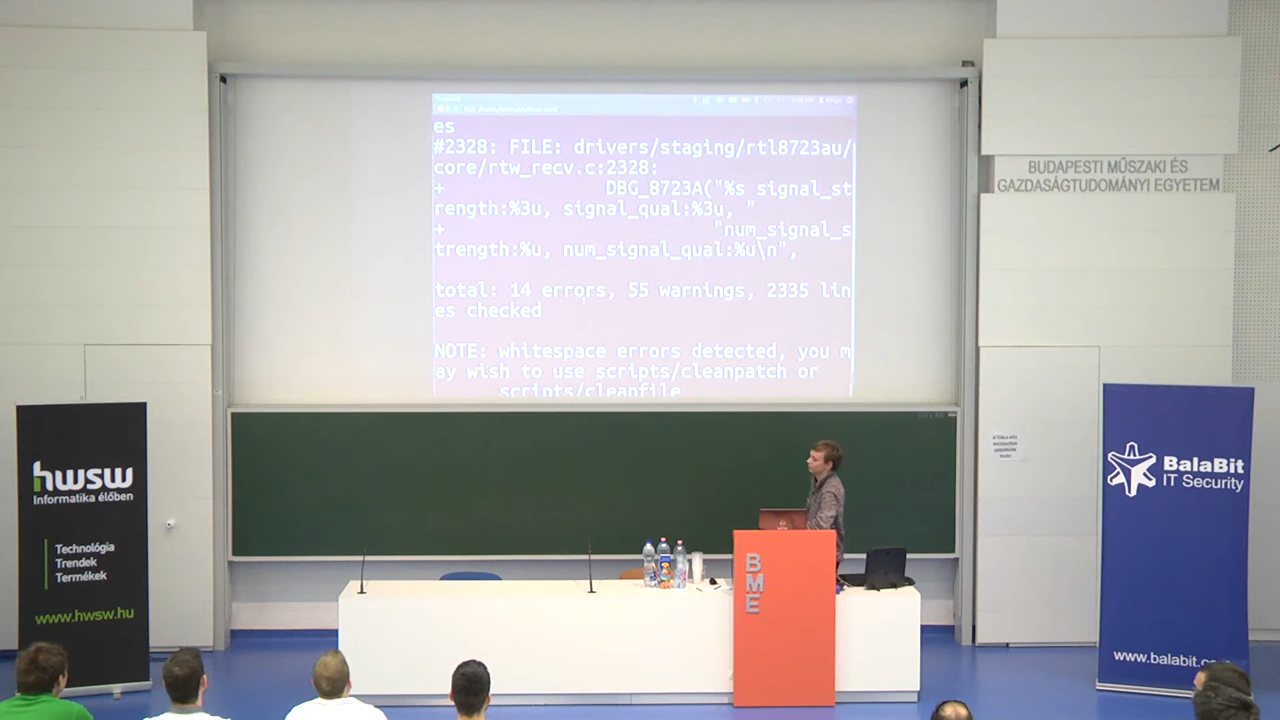 es
#2328: FILE: drivers/staging/rtl8723au/
core/rtw_recv.c:2328:
+ DBG_8723A("%s signal_st
rength:%3u, signal_qual:%3u, "
+ "num_signal_s
trength:%u, num_signal_qual:%u\n",
total: 14 errors, 55 warnings, 2335 lin
es checked
NOTE: whitespace errors detected, you m
ay wish to use scripts/cleanpatch or
scripts/cleanfile
BUDAPESTI MŰSZAKI ÉS
GAZDASÁGTUDOMÁNYI EGYETEM
hwsw
Informatika élőben
Technológia
Trendek
Termékek
www.hwsw.hu
BME
BalaBit
IT Security
www.balabit.